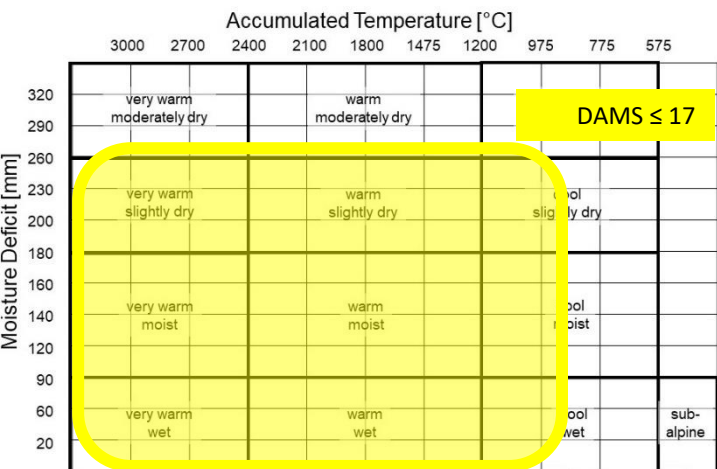 Accumulated Temperature [°C]
3000 2700 2400 2100 1800 1475 1200 975 775 575
Moisture Deficit [mm]
320
290
260
230
200
180
160
140
120
90
60
20
very warm
moderately dry
warm
moderately dry
DAMS ≤ 17
very warm
slightly dry
warm
slightly dry
slightly dry
very warm
moist
warm
moist
very warm
wet
warm
wet
wet
sub-
alpine